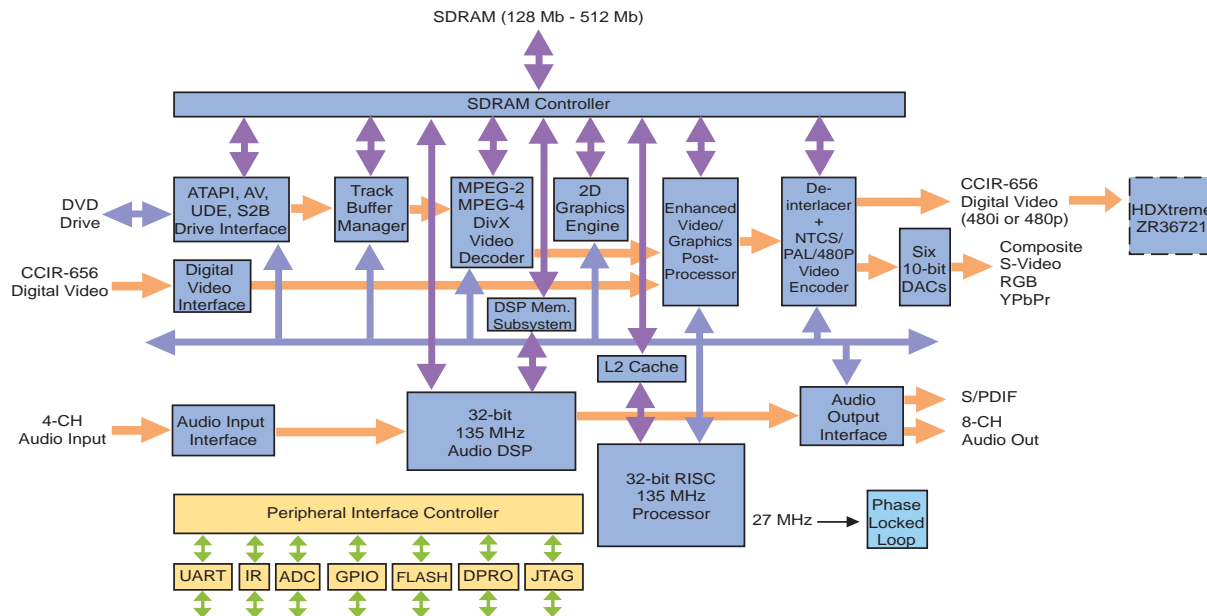 SDRAM (128 Mb - 512 Mb)
SDRAM Controller
DVD
Drive
ATAPI, AV,
UDE, S2B
Drive Interface
Track
Buffer
Manager
MPEG-2
MPEG-4
DivX
Video
Decoder
2D
Graphics
Engine
Enhanced
Video/
Graphics
Post-
Processor
De-
interlacer
+
NTCS/
PAL/480P
Video
Encoder
CCIR-656
Digital Video
(480i or 480p)
HDXtreme
ZR36721
Six
10-bit
DACs
Composite
S-Video
RGB
YPbPr
CCIR-656
Digital Video
Digital
Video
Interface
DSP Mem.
Subsystem
L2 Cache
4-CH
Audio Input
Audio Input
Interface
32-bit
135 MHz
Audio DSP
Audio
Output
Interface
S/PDIF
8-CH
Audio Out
32-bit RISC
135 MHz
Processor
27 MHz
Phase
Locked
Loop
Peripheral Interface Controller
UART
IR
ADC
GPIO
FLASH
DPRO
JTAG